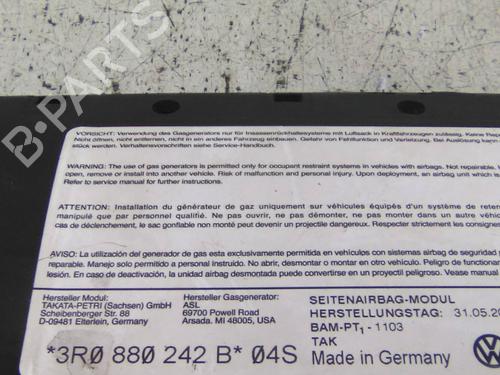 B-PARTS
VORSICHT: Verwendung des Gasgenerators nur für Insassenrückhaltesysteme mit Luftsack in Kraftfahrzeugen zulässig. Keine
Nicht öffnen, nicht entfernen, nicht in ein anderes Fahrzeug einbauen. Gefahr von Fehlfunktion und Verletzung. Bei Auslösung kann
stück werden. Verhaltensvorschriften siehe Service-Handbuch.
WARNING: The use of gas generators is permitted only for occupant restraint systems in vehicles with airbags. Not repairable.
open, remove or install into another vehicle. Risk of malfunction and personal injury. Upon deployment, an airbag unit which is
Refer to service manual for further instructions.
ATTENTION: Installation du générateur de gaz uniquement sur véhicules équipés d'un système de
manipulé que par personnel qualifié. Ne pas ouvrir, ne pas démonter, ne pas monter dans un autre
de coup d'armorçage, le sac gonflable non monté peut devenir un projectile dangereux. Respecter strictement les consignes
AVISO: La utilización del generador de gas esta exclusivamente permitida en vehículos con sistemas airbag de seguridad
reparable. Manejo solo permitido a personal instruido. No abrir, desmontar o montar en otro vehículo. Peligro de
lesión. En caso de deactivación, la unidad airbag desmontada puede convertirse en un proyectil peligroso. Vease manual
Hersteller Modul:
TAKATA-PETRI (Sachsen) GmbH
Scheibenberger Str. 88
D-09481 Elterlein, Germany
Hersteller Gasgenerator:
ASL
69700 Powell Road
Arsada. MI 48005, USA
SEITENAIRBAG-MODUL
HERSTELLUNGSTAG: 31.05.20
BAM-PT1 - 1103
TAK
Made in Germany
*3R0 880 242 B* 04S